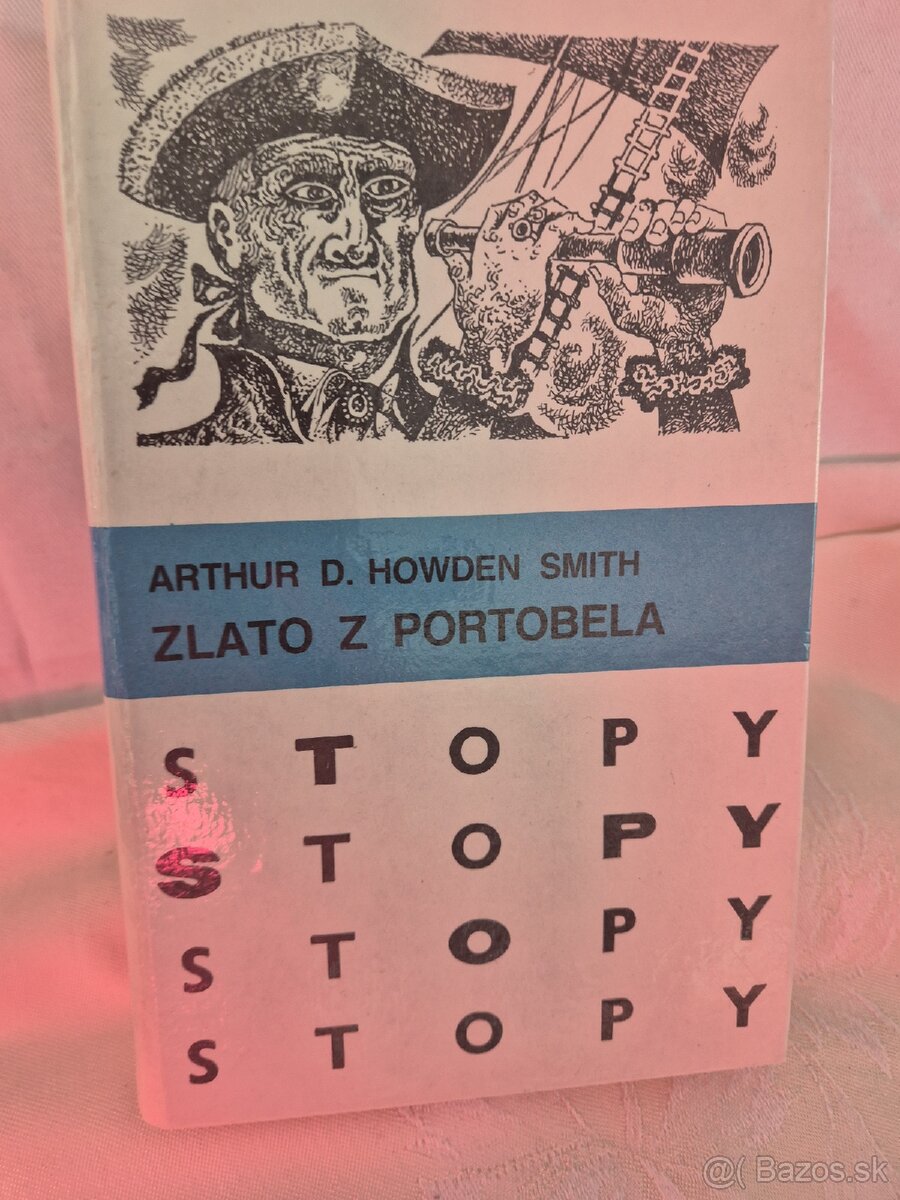 ARTHUR D. HOWDEN SMITH
ZLATO Z PORTOBELA
S T O P Y
S T O P Y
S T O P Y
S T O P Y
@( Bazos.sk